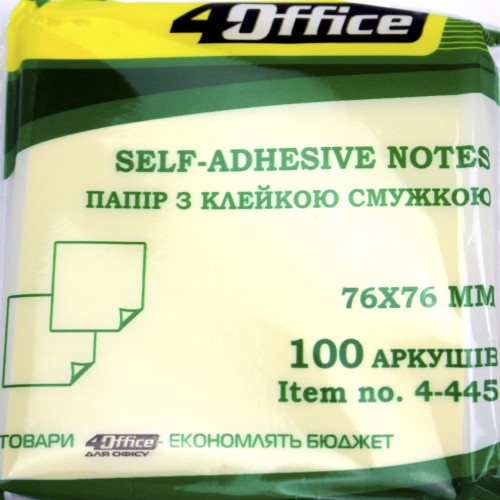 4Office
SELF-ADHESIVE NOTES
ПАПІР З КЛЕЙКОЮ СМУЖКОЮ
76X76 MM
100 АРКУШІВ
Item no. 4-445
ТОВАРИ 4Office - ЕКОНОМЛЯТЬ БЮДЖЕТ
ДЛЯ ОФІСУ